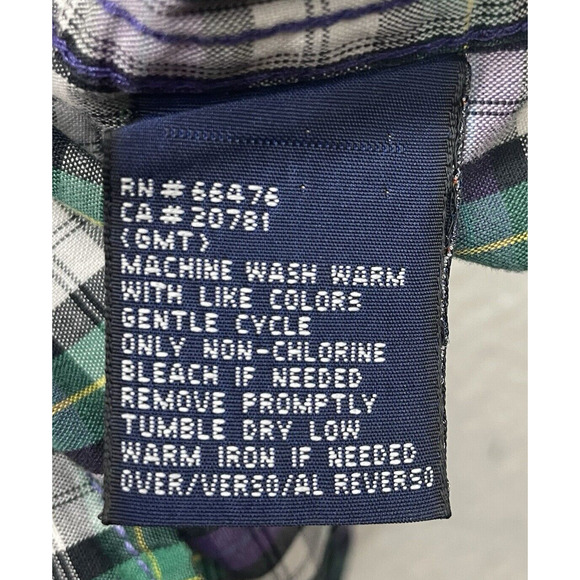 RN # 66476
CA # 20781
(GMT)
MACHINE WASH WARM
WITH LIKE COLORS
GENTLE CYCLE
ONLY NON-CHLORINE
BLEACH IF NEEDED
REMOVE PROMPTLY
TUMBLE DRY LOW
WARM IRON IF NEEDED
OVER/VERSO/AL REVERSO